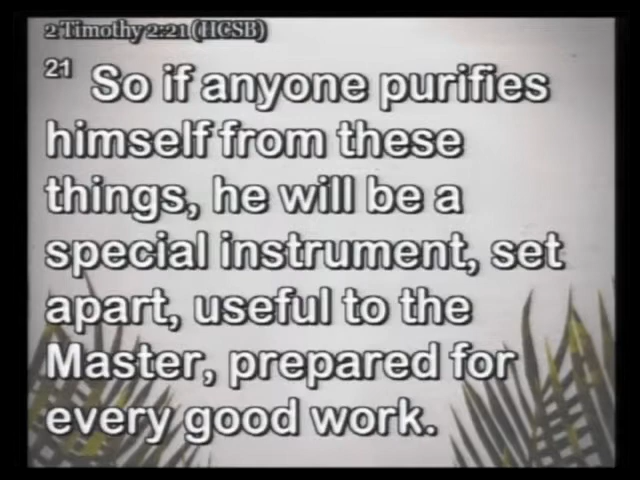 2 Timothy 2:21 (HCSB)
21 So if anyone purifies
himself from these
things, he will be a
special instrument, set
apart, useful to the
Master, prepared for
every good work.